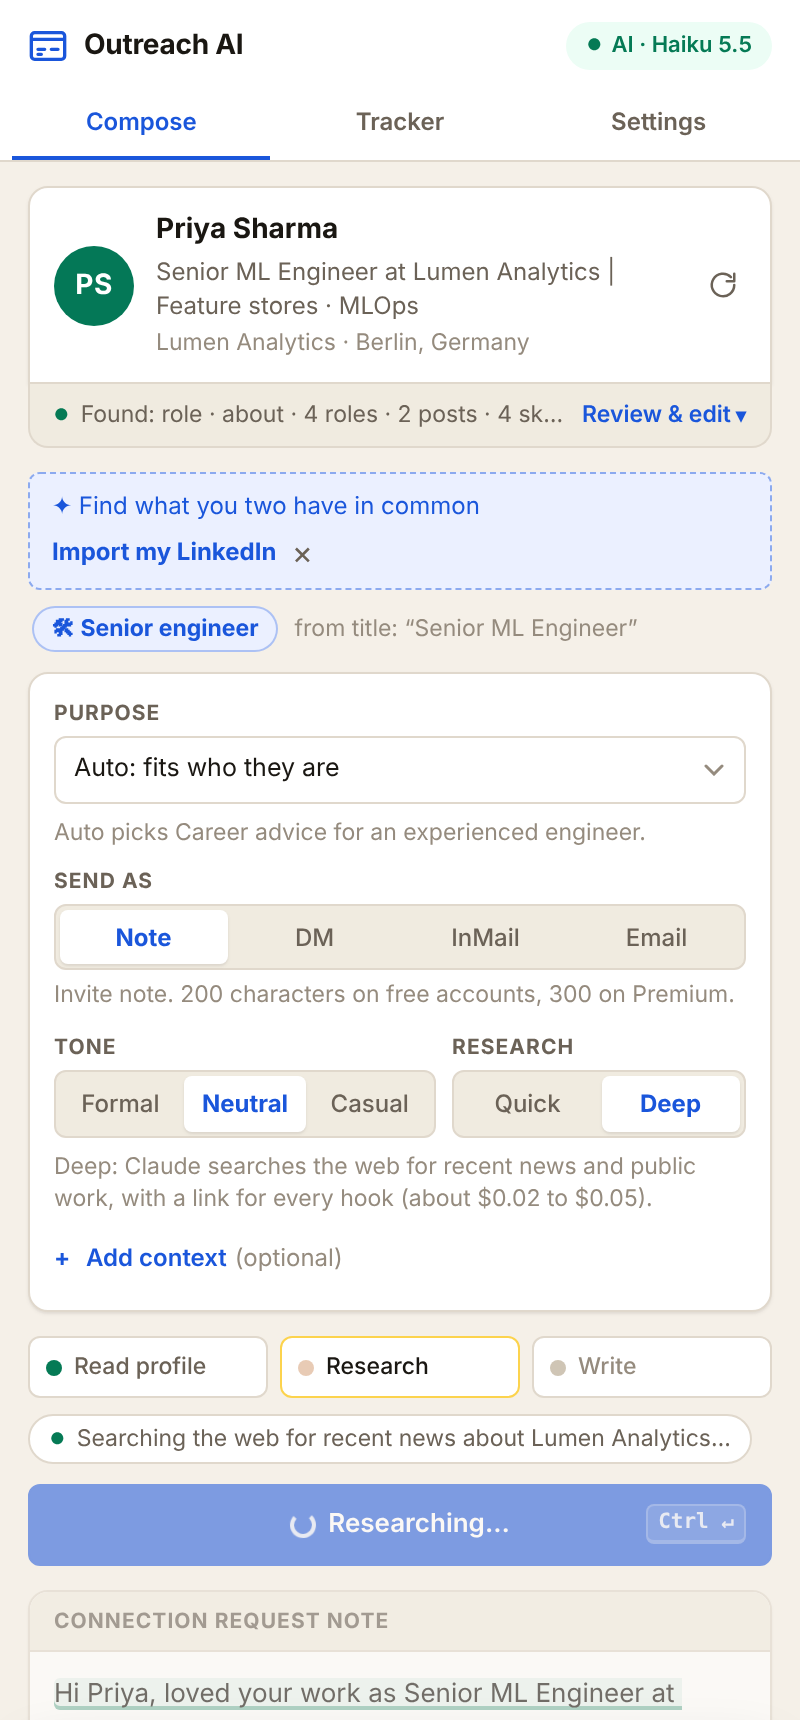 Outreach AI
AI · Haiku 5.5
Compose
Tracker
Settings
PS
Priya Sharma
Senior ML Engineer at Lumen Analytics |
Feature stores · MLOps
Lumen Analytics · Berlin, Germany
Found: role · about · 4 roles · 2 posts · 4 sk...
Review & edit ▾
✦ Find what you two have in common
Import my LinkedIn ×
🛠 Senior engineer
from title: “Senior ML Engineer”
PURPOSE
Auto: fits who they are
Auto picks Career advice for an experienced engineer.
SEND AS
Note
DM
InMail
Email
Invite note. 200 characters on free accounts, 300 on Premium.
TONE
RESEARCH
Formal
Neutral
Casual
Quick
Deep
Deep: Claude searches the web for recent news and public
work, with a link for every hook (about $0.02 to $0.05).
+ Add context (optional)
Read profile
Research
Write
Searching the web for recent news about Lumen Analytics...
Researching...
Ctrl ↵
CONNECTION REQUEST NOTE
Hi Priya, loved your work as Senior ML Engineer at